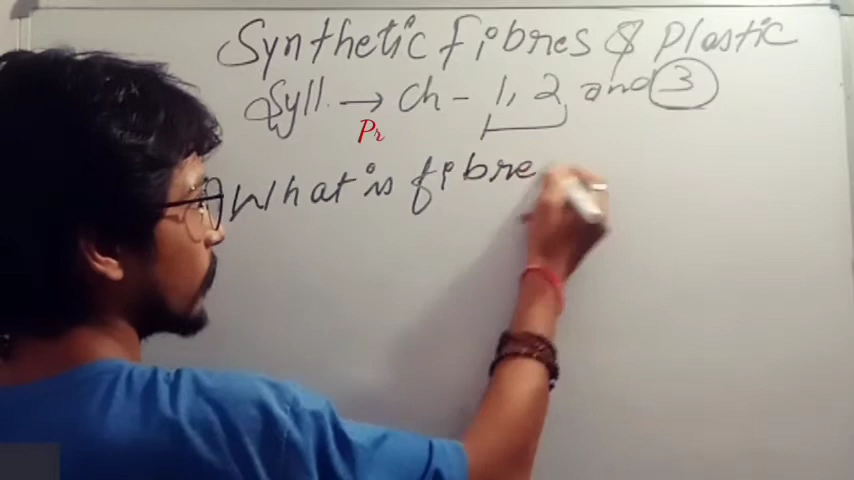 Synthetic fibres & Plastic
Syll. → Ch - 1, 2 and 3
Pr
What is fibre